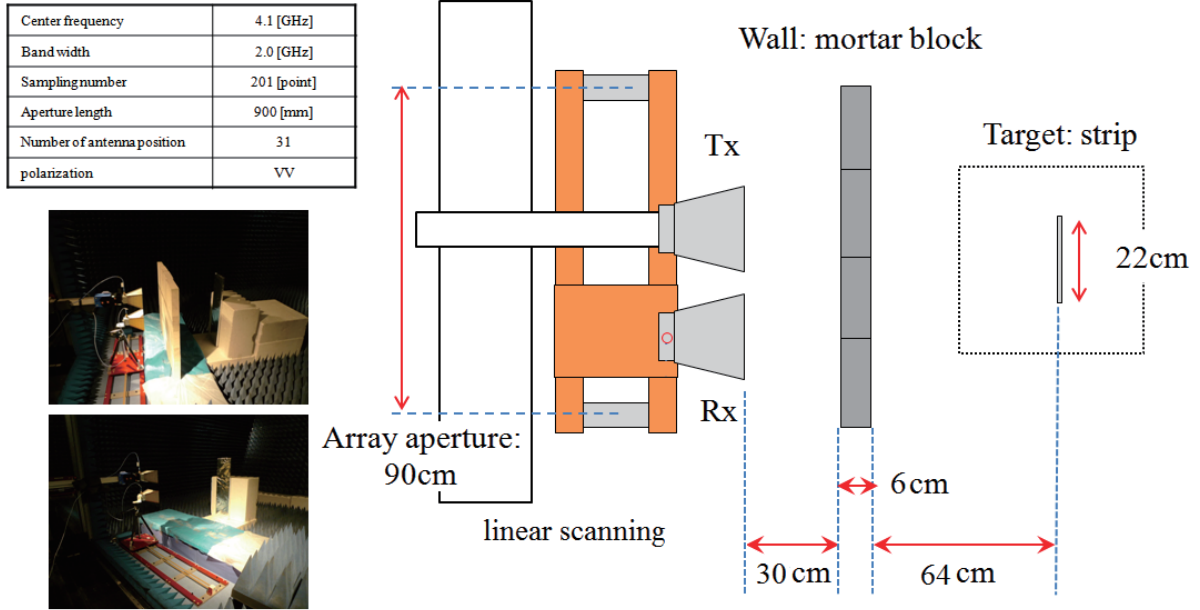 Center frequency 4.1 [GHz]
Band width 2.0 [GHz]
Sampling number 201 [point]
Aperture length 900 [mm]
Number of antenna position 31
polarization VV
Wall: mortar block
Tx
Target: strip
22cm
Rx
Array aperture:
90cm
6cm
linear scanning
30 cm
64 cm